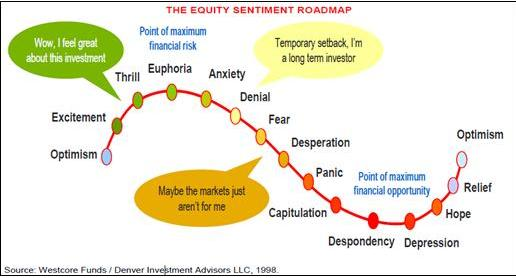 THE EQUITY SENTIMENT ROADMAP
Wow, I feel great
about this investment
Point of maximum
financial risk
Temporary setback, I'm
a long term investor
Optimism
Excitement
Thrill
Euphoria
Anxiety
Denial
Fear
Desperation
Panic
Capitulation
Despondency
Depression
Hope
Relief
Optimism
Maybe the markets just
aren't for me
Point of maximum
financial opportunity
Source: Westcore Funds / Denver Investment Advisors LLC, 1998.